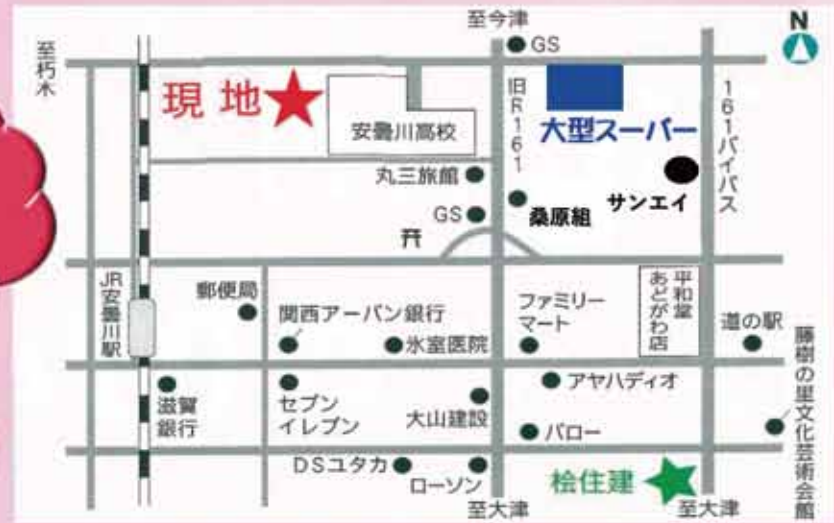 至今津
N
GS
至朽木
現地
安曇川高校
旧R161
大型スーパー
161バイパス
丸三旅館
サンエイ
GS
桑原組
JR安曇川駅
郵便局
関西アーバン銀行
氷室医院
ファミリー
マート
平和堂
あどがわ店
道の駅
滋賀
銀行
セブン
イレブン
大山建設
アヤハディオ
バロー
藤樹の里文化芸術会館
DSユタカ
ローソン
桧住建
至大津
至大津